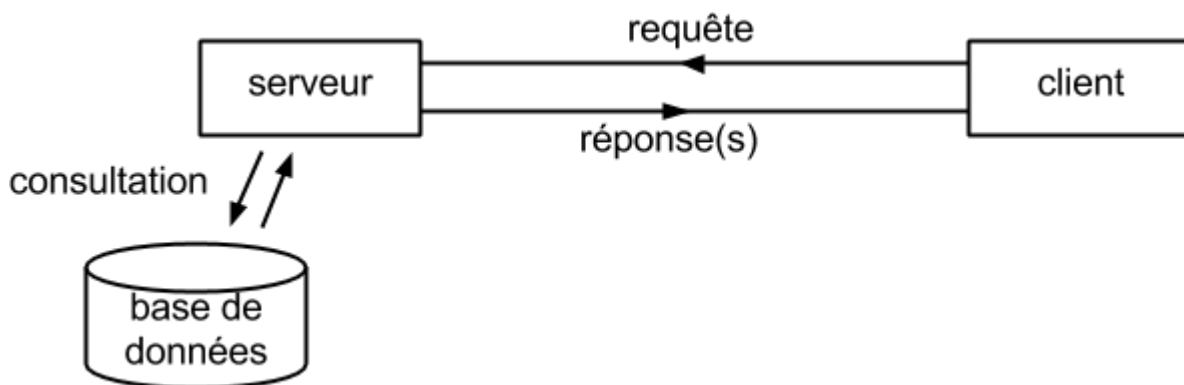 requête
serveur
client
réponse(s)
consultation
base de
données